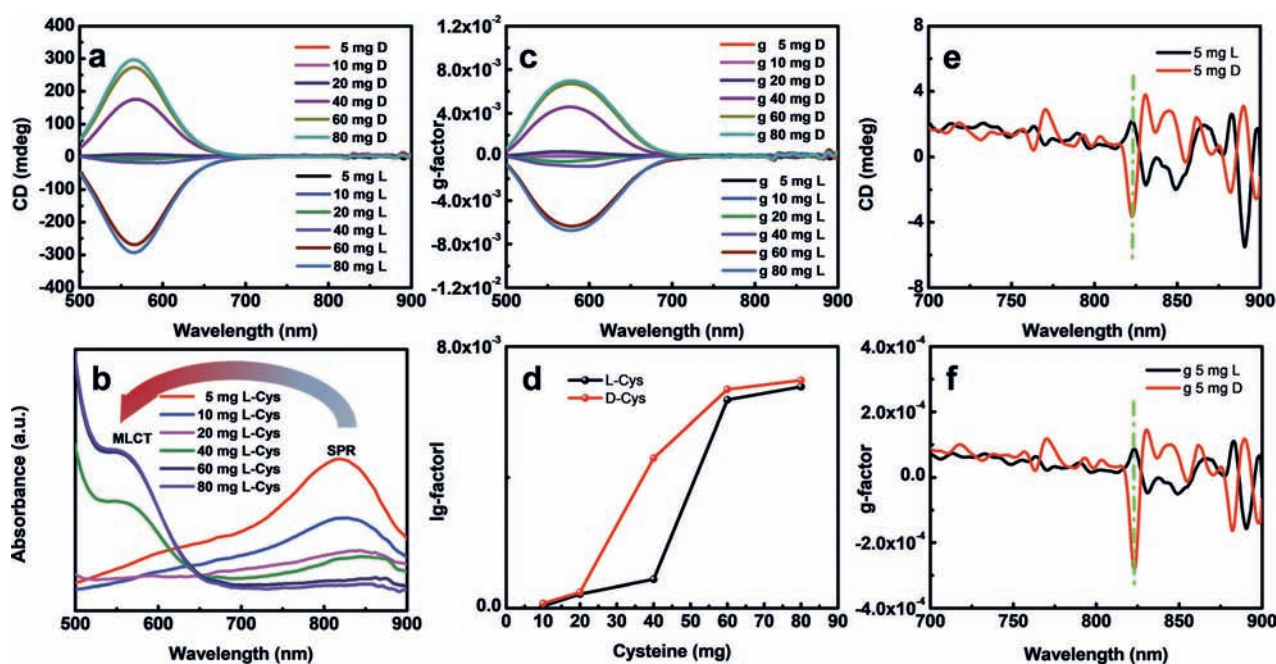 a
CD (mdeg)
400
300
200
100
0
-100
-200
-300
-400
5 mg D
10 mg D
20 mg D
40 mg D
60 mg D
80 mg D
5 mg L
10 mg L
20 mg L
40 mg L
60 mg L
80 mg L
500 600 700 800 900
Wavelength (nm)
c
g-factor
1.2x10⁻²
8.0x10⁻³
4.0x10⁻³
0.0
-4.0x10⁻³
-8.0x10⁻³
-1.2x10⁻²
g 5 mg D
g 10 mg D
g 20 mg D
g 40 mg D
g 60 mg D
g 80 mg D
g 5 mg L
g 10 mg L
g 20 mg L
g 40 mg L
g 60 mg L
g 80 mg L
500 600 700 800 900
Wavelength (nm)
e
CD (mdeg)
8
4
0
-4
-8
5 mg L
5 mg D
700 750 800 850 900
Wavelength (nm)
b
Absorbance (a.u.)
MLCT
SPR
5 mg L-Cys
10 mg L-Cys
20 mg L-Cys
40 mg L-Cys
60 mg L-Cys
80 mg L-Cys
500 600 700 800 900
Wavelength (nm)
d
Ig-factorI
8.0x10⁻³
0.0
L-Cys
D-Cys
0 10 20 30 40 50 60 70 80 90
Cysteine (mg)
f
g-factor
4.0x10⁻⁴
2.0x10⁻⁴
0.0
-2.0x10⁻⁴
-4.0x10⁻⁴
g 5 mg L
g 5 mg D
700 750 800 850 900
Wavelength (nm)